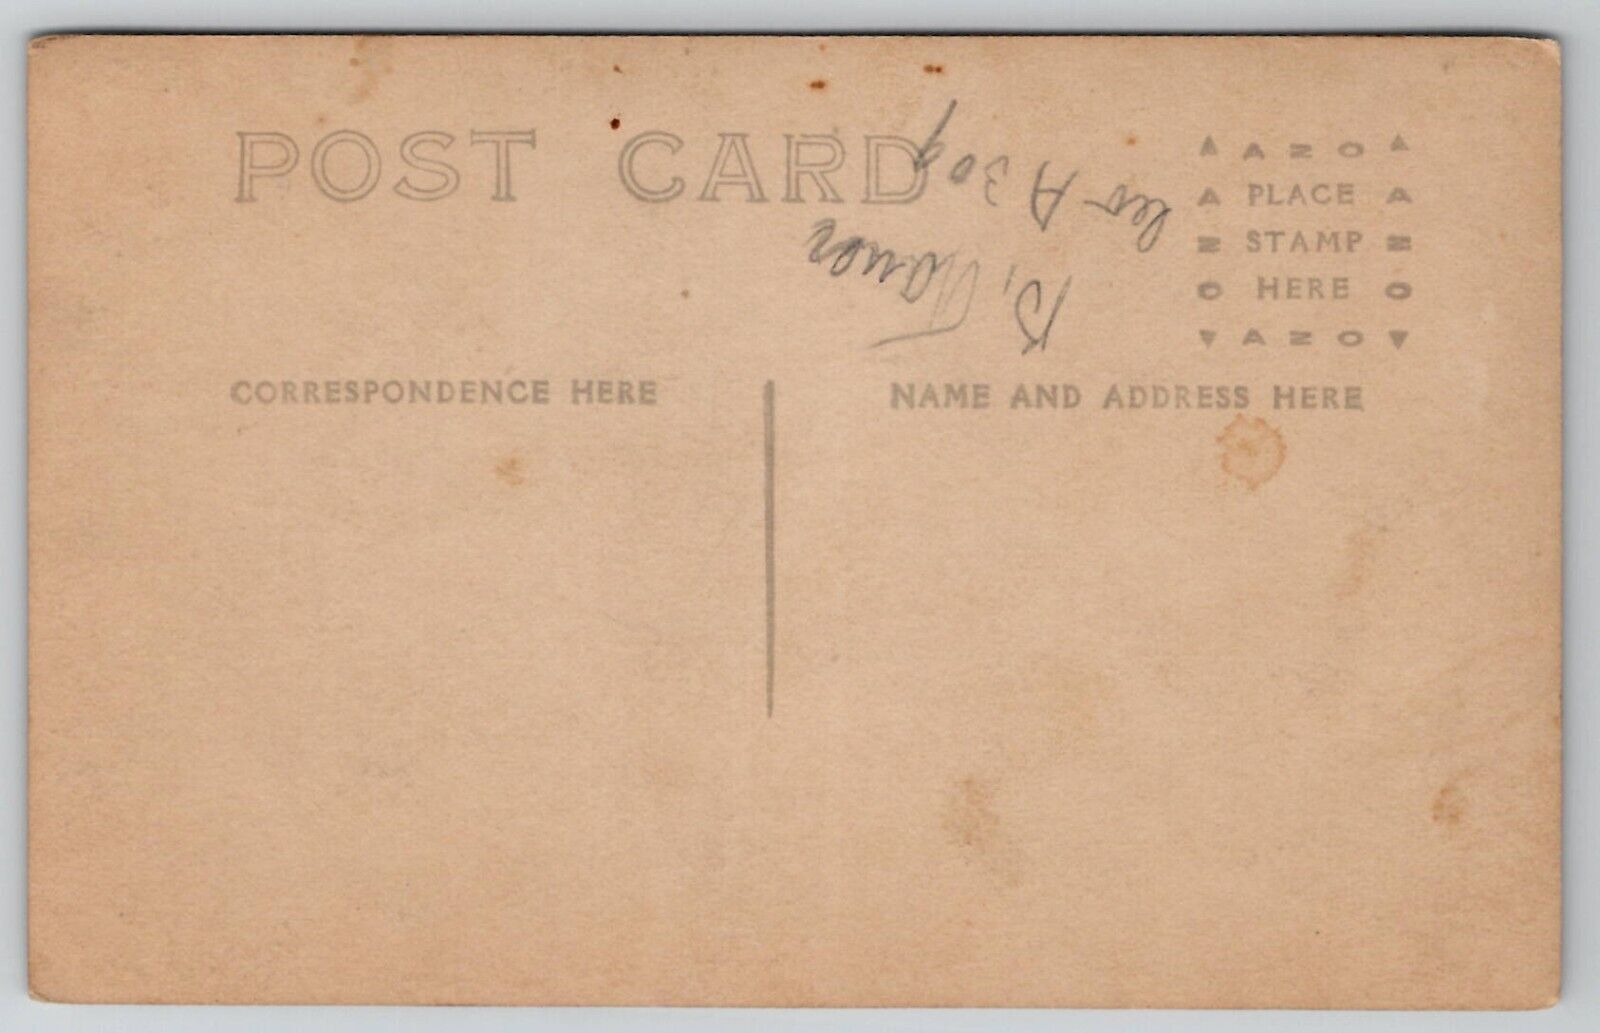 POST CARD
AZO
PLACE
STAMP
HERE
AZO
CORRESPONDENCE HERE
NAME AND ADDRESS HERE